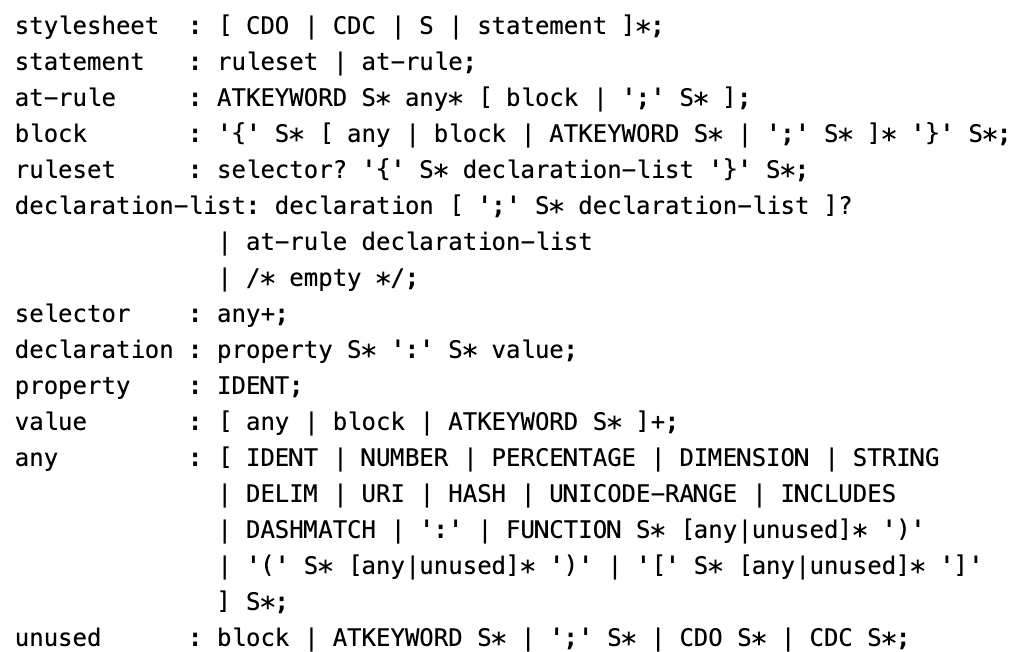 stylesheet  : [ CDO | CDC | S | statement ]*;
statement   : ruleset | at-rule;
at-rule     : ATKEYWORD S* any* [ block | ';' S* ];
block       : '{' S* [ any | block | ATKEYWORD S* | ';' S* ]* '}' S*;
ruleset     : selector? '{' S* declaration-list '}' S*;
declaration-list: declaration [ ';' S* declaration-list ]?
              | at-rule declaration-list
              | /* empty */;
selector    : any+;
declaration : property S* ':' S* value;
property    : IDENT;
value       : [ any | block | ATKEYWORD S* ]+;
any         : [ IDENT | NUMBER | PERCENTAGE | DIMENSION | STRING
              | DELIM | URI | HASH | UNICODE-RANGE | INCLUDES
              | DASHMATCH | ':' | FUNCTION S* [any|unused]* ')'
              | '(' S* [any|unused]* ')' | '[' S* [any|unused]* ']'
              ] S*;
unused      : block | ATKEYWORD S* | ';' S* | CDO S* | CDC S*;